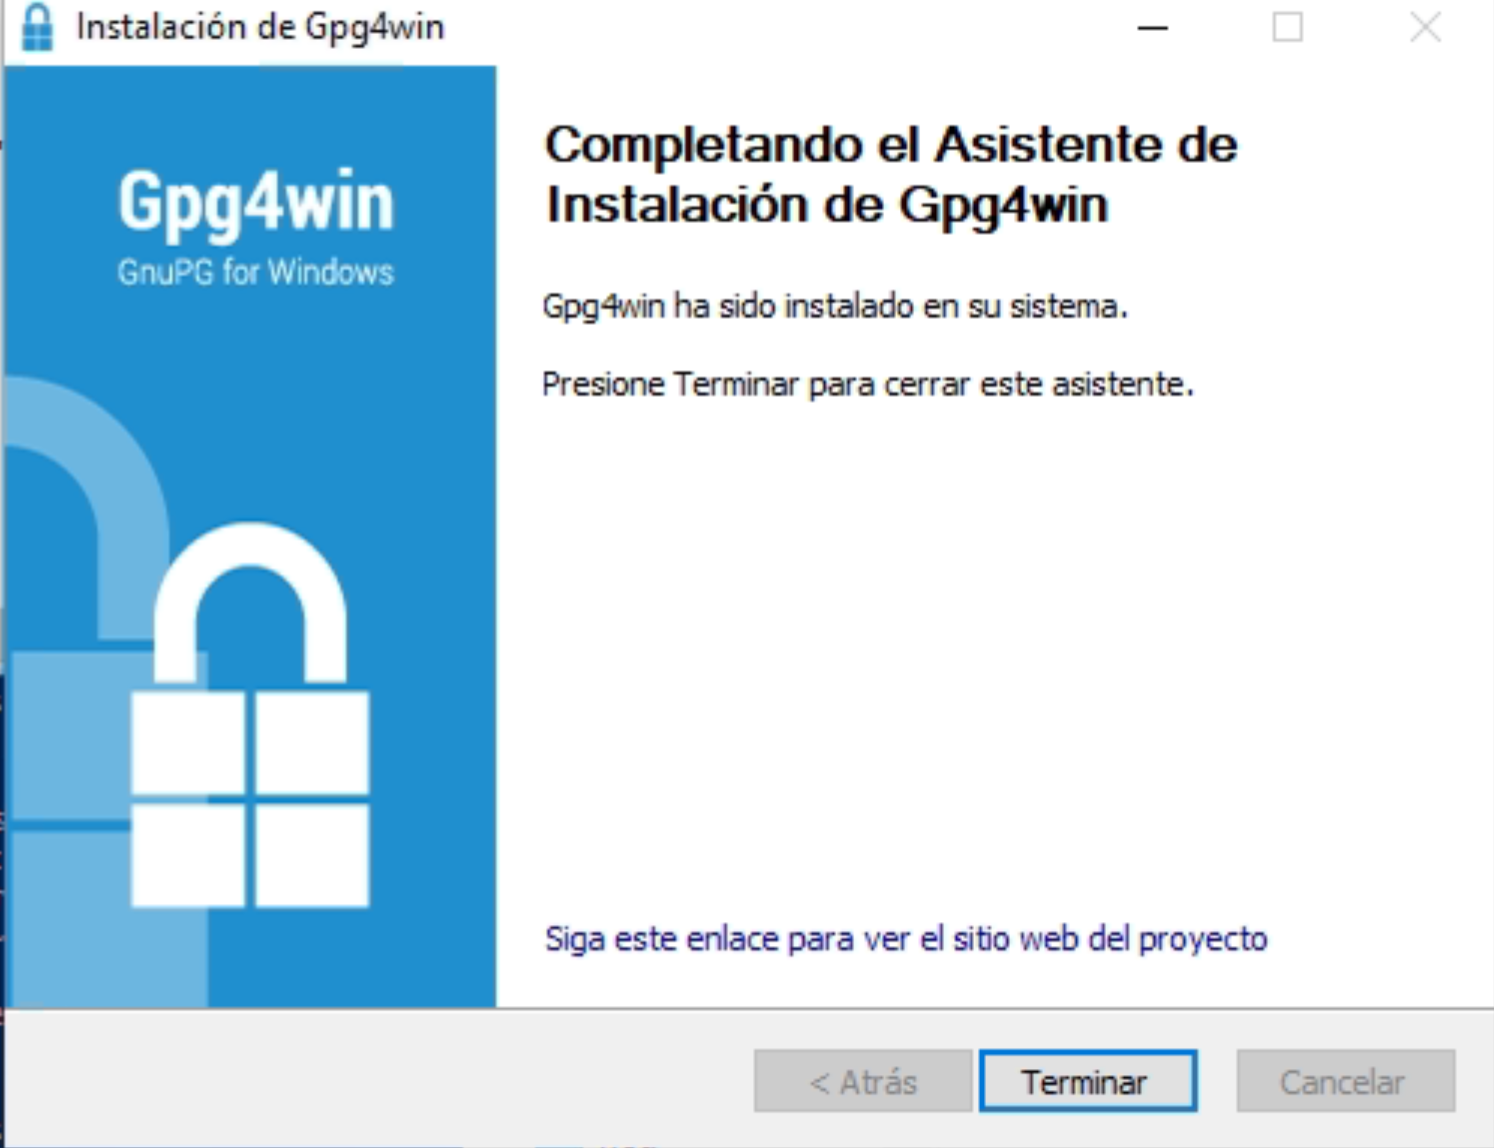 Instalación de Gpg4win
Gpg4win
GnuPG for Windows
Completando el Asistente de
Instalación de Gpg4win
Gpg4win ha sido instalado en su sistema.
Presione Terminar para cerrar este asistente.
Siga este enlace para ver el sitio web del proyecto
< Atrás
Terminar
Cancelar